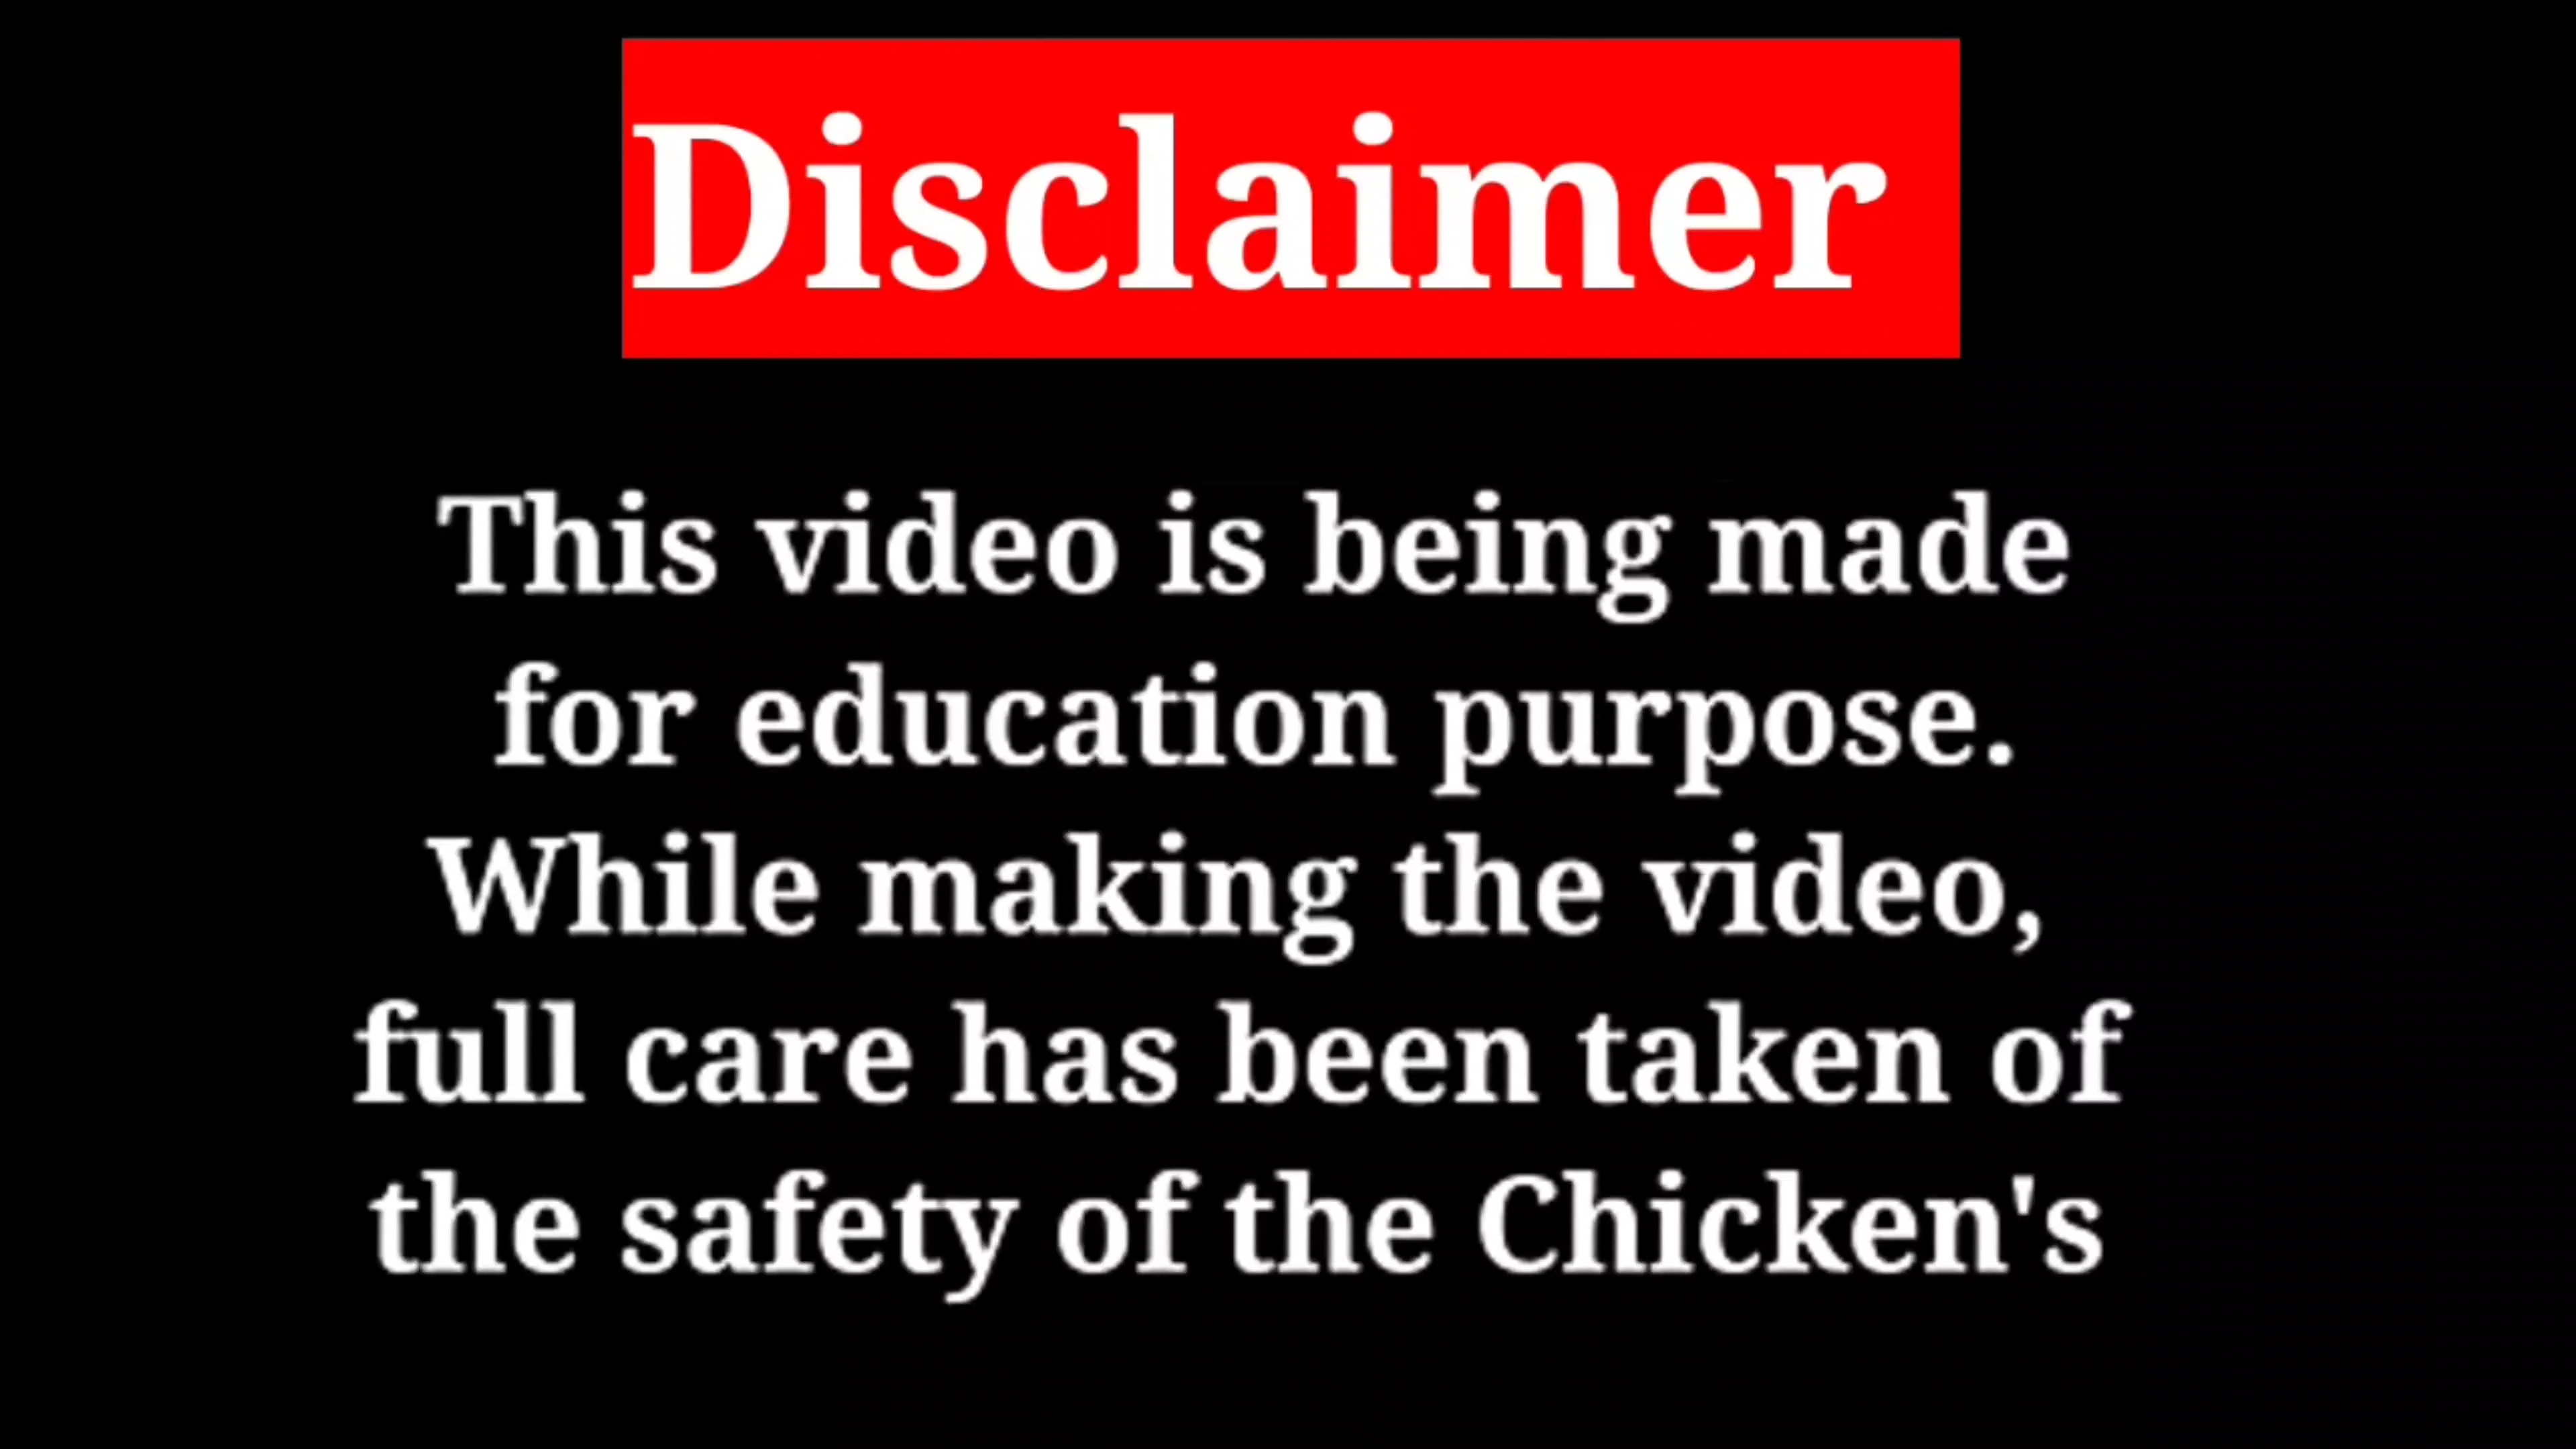 Disclaimer
This video is being made
for education purpose.
While making the video,
full care has been taken of
the safety of the Chicken's